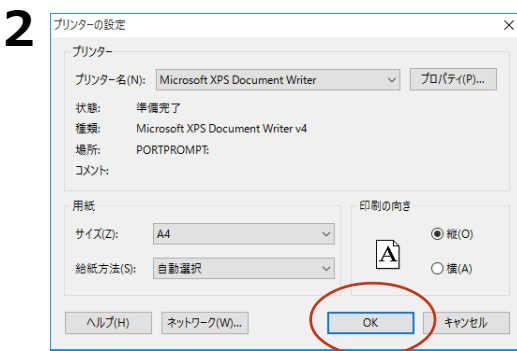 2
プリンターの設定
プリンター
プリンター名(N): Microsoft XPS Document Writer プロパティ(P)...
状態: 準備完了
種類: Microsoft XPS Document Writer v4
場所: PORTPROMPT:
コメント:
用紙
サイズ(Z): A4
給紙方法(S): 自動選択
印刷の向き
A
縦(O)
横(A)
ヘルプ(H) ネットワーク(W)... OK キャンセル